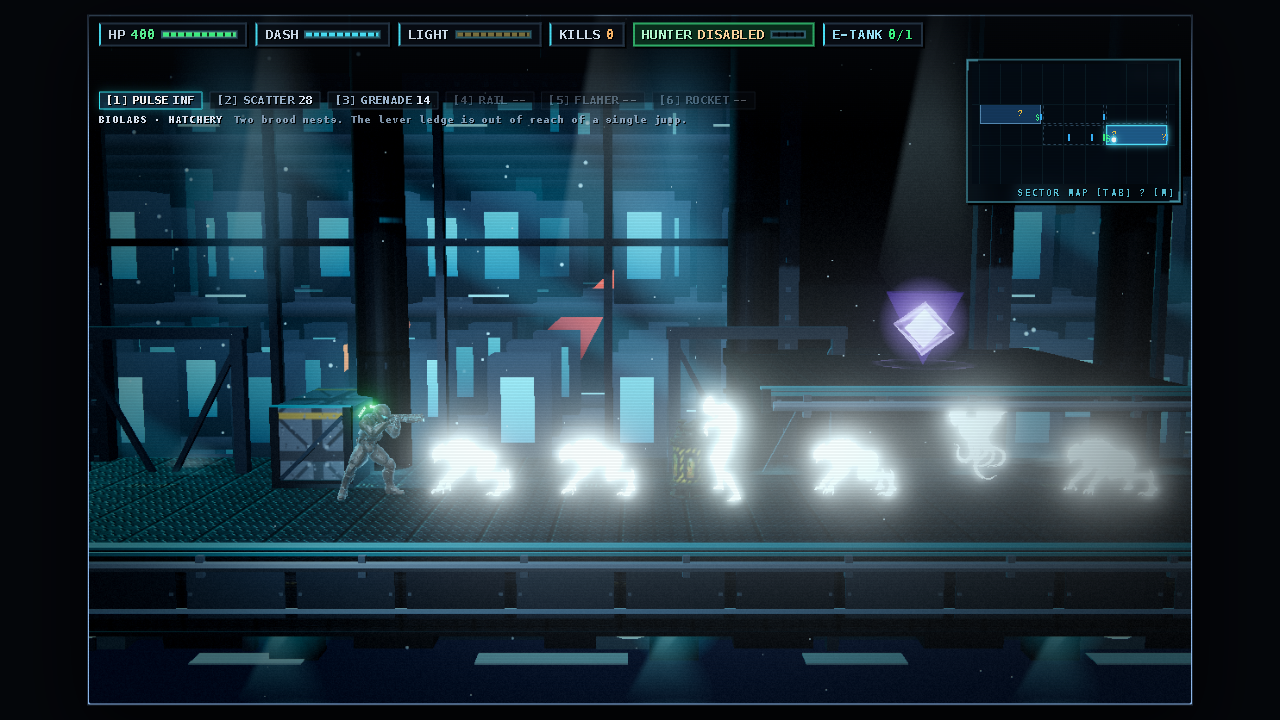 HP 400 DASH LIGHT KILLS 0 HUNTER DISABLED E-TANK 0/1
[1] PULSE INF [2] SCATTER 28 [3] GRENADE 14 [4] RAIL -- [5] FLAMER -- [6] ROCKET --
BIOLABS · HATCHERY Two brood nests. The lever ledge is out of reach of a single jump.
? $
? $ ?
SECTOR MAP [TAB] ? [M]